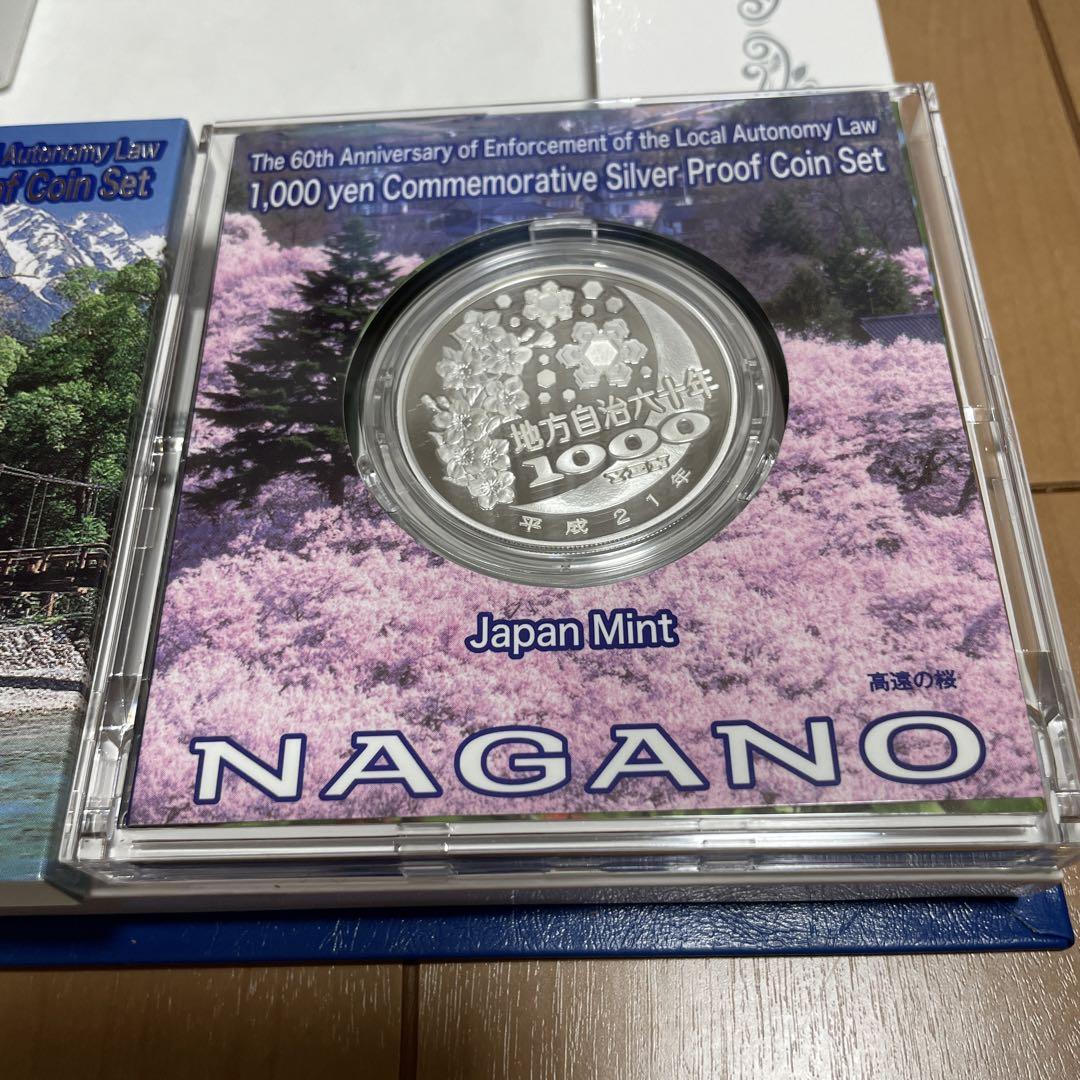 Autonomy Law
of Coin Set
The 60th Anniversary of Enforcement of the Local Autonomy Law
1,000 yen Commemorative Silver Proof Coin Set
地方自治六十年
1000
YEN
平成21年
Japan Mint
高遠の桜
NAGANO